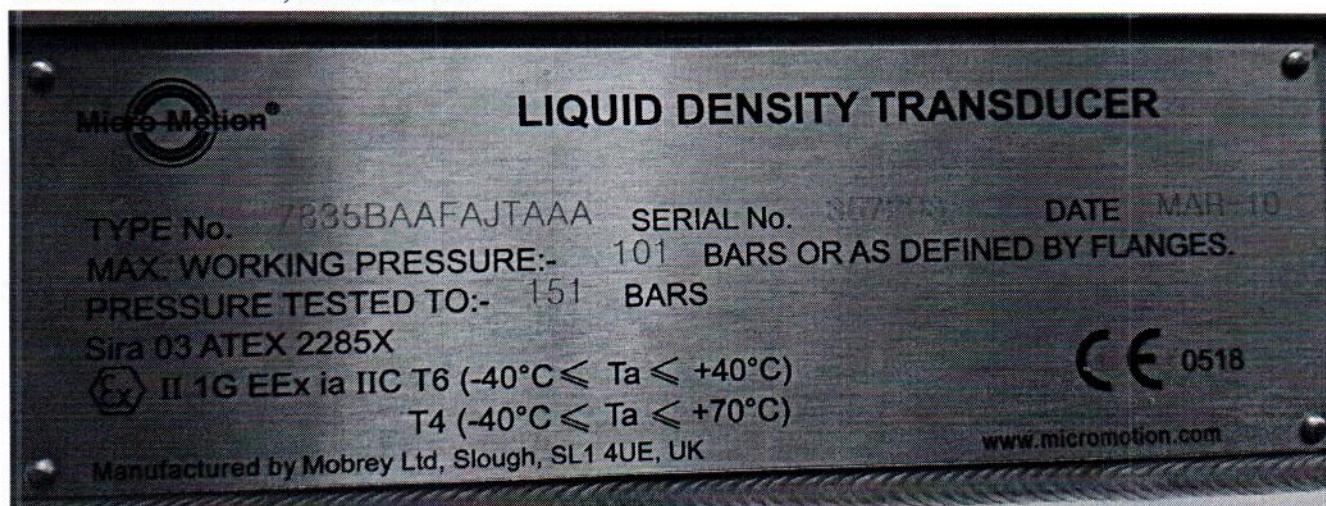 Micro Motion®
LIQUID DENSITY TRANSDUCER
TYPE No. 7835BAAFAJTAAA SERIAL No. DATE MAR-10
MAX. WORKING PRESSURE:- 101 BARS OR AS DEFINED BY FLANGES.
PRESSURE TESTED TO:- 151 BARS
Sira 03 ATEX 2285X
CE 0518
Ex II 1G EEx ia IIC T6 (-40°C ⩽ Ta ⩽ +40°C)
T4 (-40°C ⩽ Ta ⩽ +70°C)
Manufactured by Mobrey Ltd, Slough, SL1 4UE, UK
www.micromotion.com